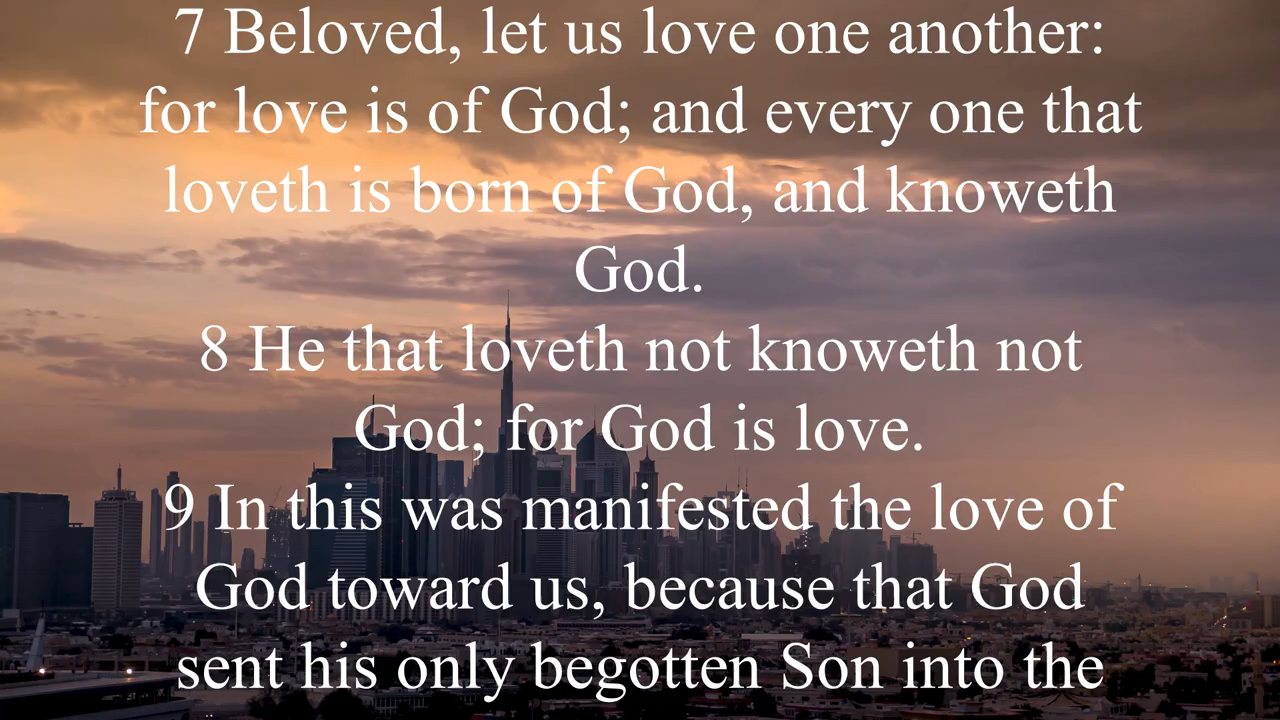 7 Beloved, let us love one another:
for love is of God; and every one that
loveth is born of God, and knoweth
God.
8 He that loveth not knoweth not
God; for God is love.
9 In this was manifested the love of
God toward us, because that God
sent his only begotten Son into the